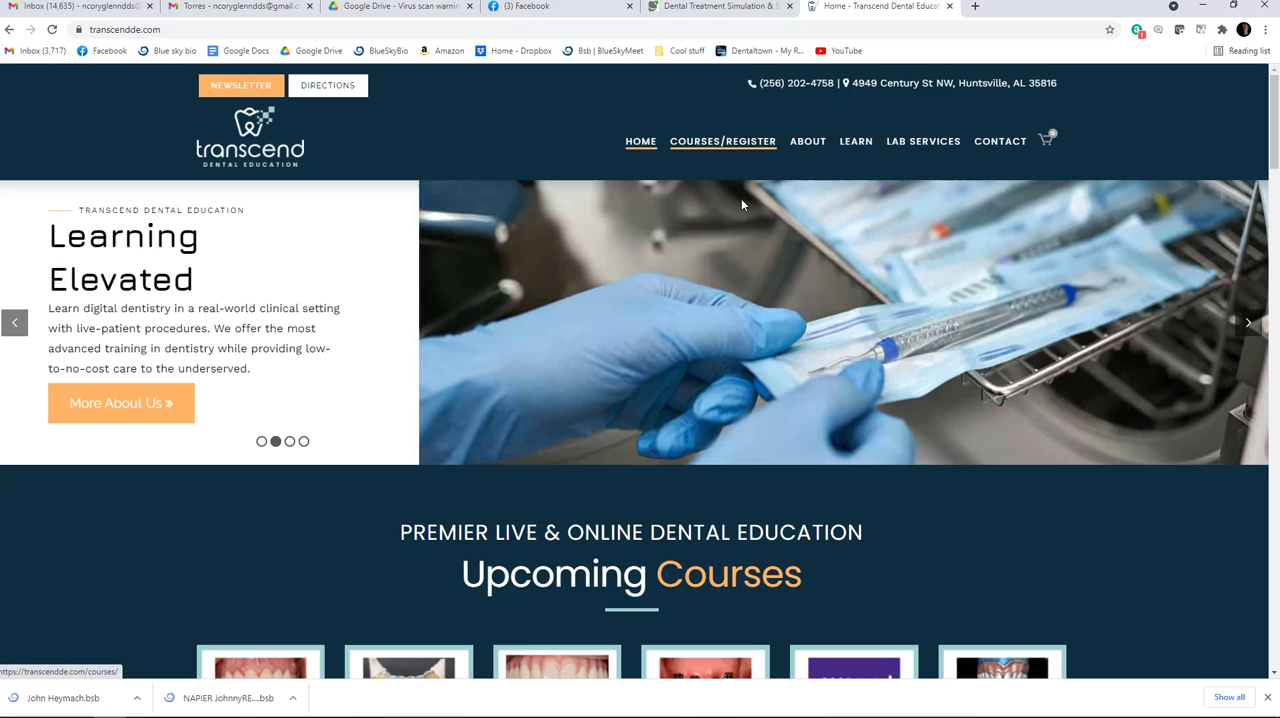 Inbox (14,635) - ncoryglenndds@
Torres - ncoryglenndds@gmail.c
Google Drive - Virus scan warnin
(3) Facebook
Dental Treatment Simulation & S
Home - Transcend Dental Educat
transcendde.com
Inbox (3,717)
Facebook
Blue sky bio
Google Docs
Google Drive
BlueSkyBio
Amazon
Home - Dropbox
Bsb | BlueSkyMeet
Cool stuff
Dentaltown - My R...
YouTube
Reading list
NEWSLETTER
DIRECTIONS
(256) 202-4758 | 4949 Century St NW, Huntsville, AL 35816
transcend
DENTAL EDUCATION
HOME
COURSES/REGISTER
ABOUT
LEARN
LAB SERVICES
CONTACT
0
TRANSCEND DENTAL EDUCATION
Learning
Elevated
Learn digital dentistry in a real-world clinical setting
with live-patient procedures. We offer the most
advanced training in dentistry while providing low-
to-no-cost care to the underserved.
More About Us »
PREMIER LIVE & ONLINE DENTAL EDUCATION
Upcoming Courses
https://transcendde.com/courses/
John Heymach.bsb
NAPIER JohnnyRE....bsb
Show all